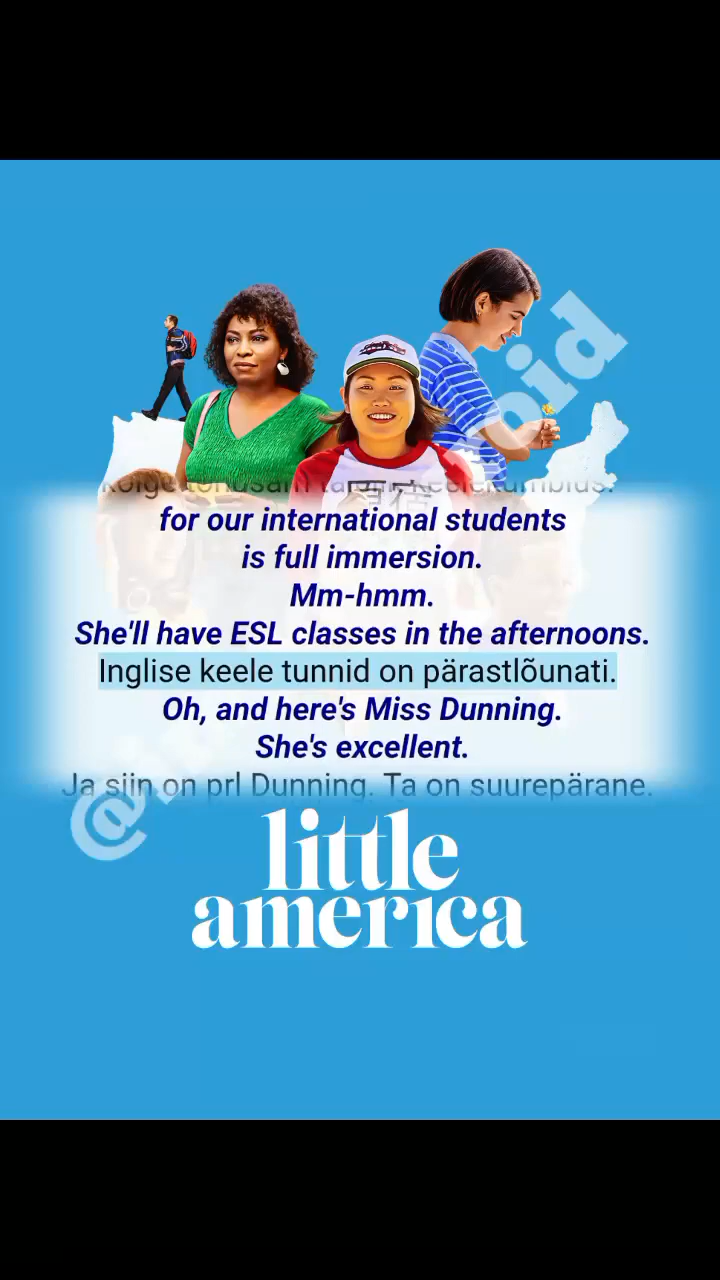 for our international students
is full immersion.
Mm-hmm.
She'll have ESL classes in the afternoons.
Inglise keele tunnid on pärastlõunati.
Oh, and here's Miss Dunning.
She's excellent.
Ja siin on prl Dunning. Ta on suurepärane.
little
america